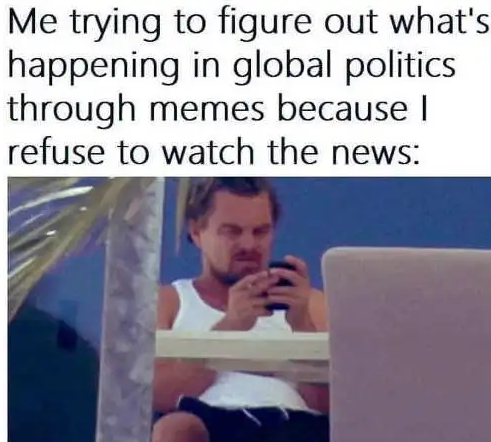 Me trying to figure out what's
happening in global politics
through memes because I
refuse to watch the news: